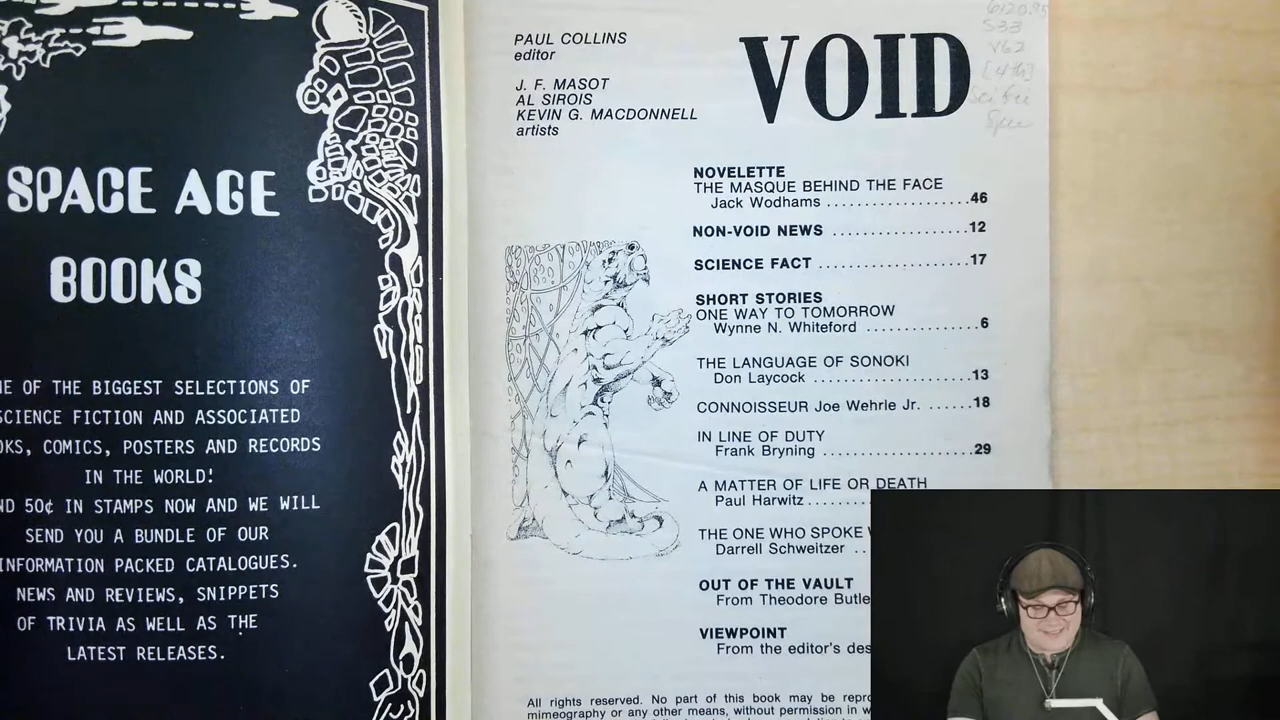 SPACE AGE
BOOKS
OF THE BIGGEST SELECTIONS OF
SCIENCE FICTION AND ASSOCIATED
COMICS, POSTERS AND RECORDS
IN THE WORLD!
50¢ IN STAMPS NOW AND WE WILL
SEND YOU A BUNDLE OF OUR
INFORMATION PACKED CATALOGUES.
NEWS AND REVIEWS, SNIPPETS
OF TRIVIA AS WELL AS THE
LATEST RELEASES.
PAUL COLLINS
editor
J. F. MASOT
AL SIROIS
KEVIN G. MACDONNELL
artists
VOID
S33
V62
[4th]
NOVELETTE
THE MASQUE BEHIND THE FACE
Jack Wodhams ..................46
NON-VOID NEWS .................12
SCIENCE FACT ...................17
SHORT STORIES
ONE WAY TO TOMORROW
Wynne N. Whiteford ..............6
THE LANGUAGE OF SONOKI
Don Laycock ....................13
CONNOISSEUR Joe Wehrle Jr. ......18
IN LINE OF DUTY
Frank Bryning ...................29
A MATTER OF LIFE OR DEATH
Paul Harwitz........
THE ONE WHO SPOKE
Darrell Schweitzer ..
OUT OF THE VAULT
From Theodore Butle
VIEWPOINT
From the editor's des
All rights reserved. No part of this book may be repro
mimeography or any other means, without permission in w